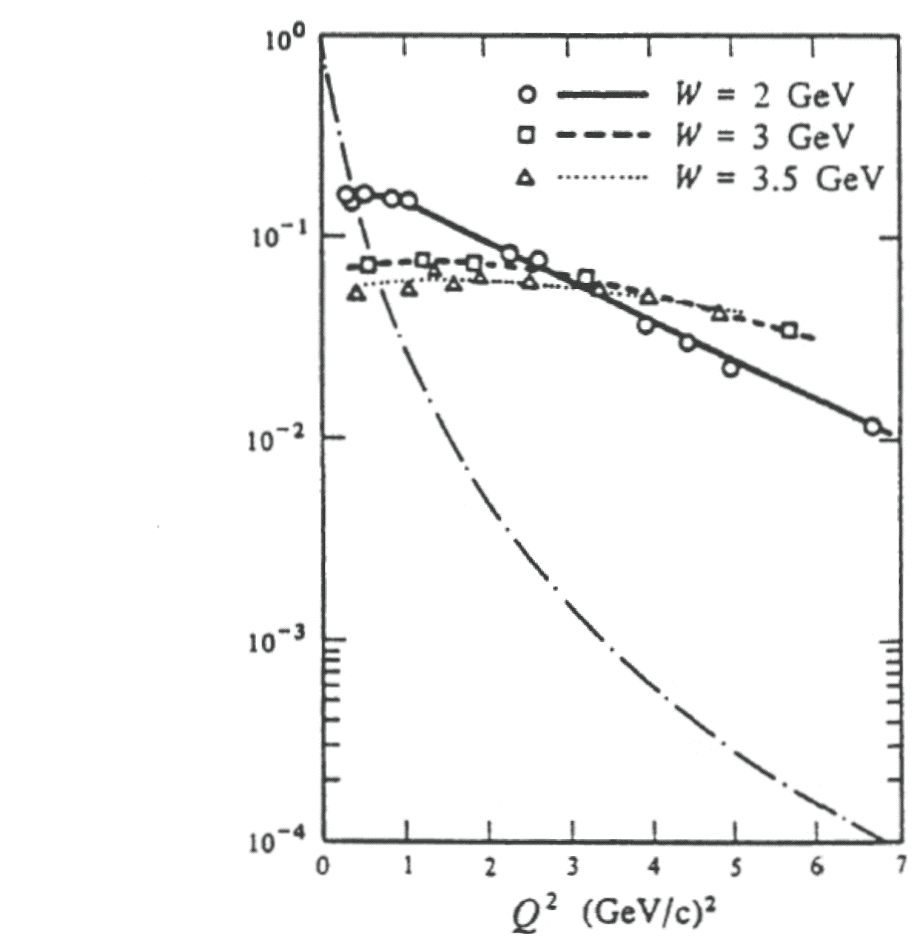 10⁰
W = 2 GeV
W = 3 GeV
W = 3.5 GeV
10⁻¹
10⁻²
10⁻³
10⁻⁴
0 1 2 3 4 5 6 7
Q² (GeV/c)²